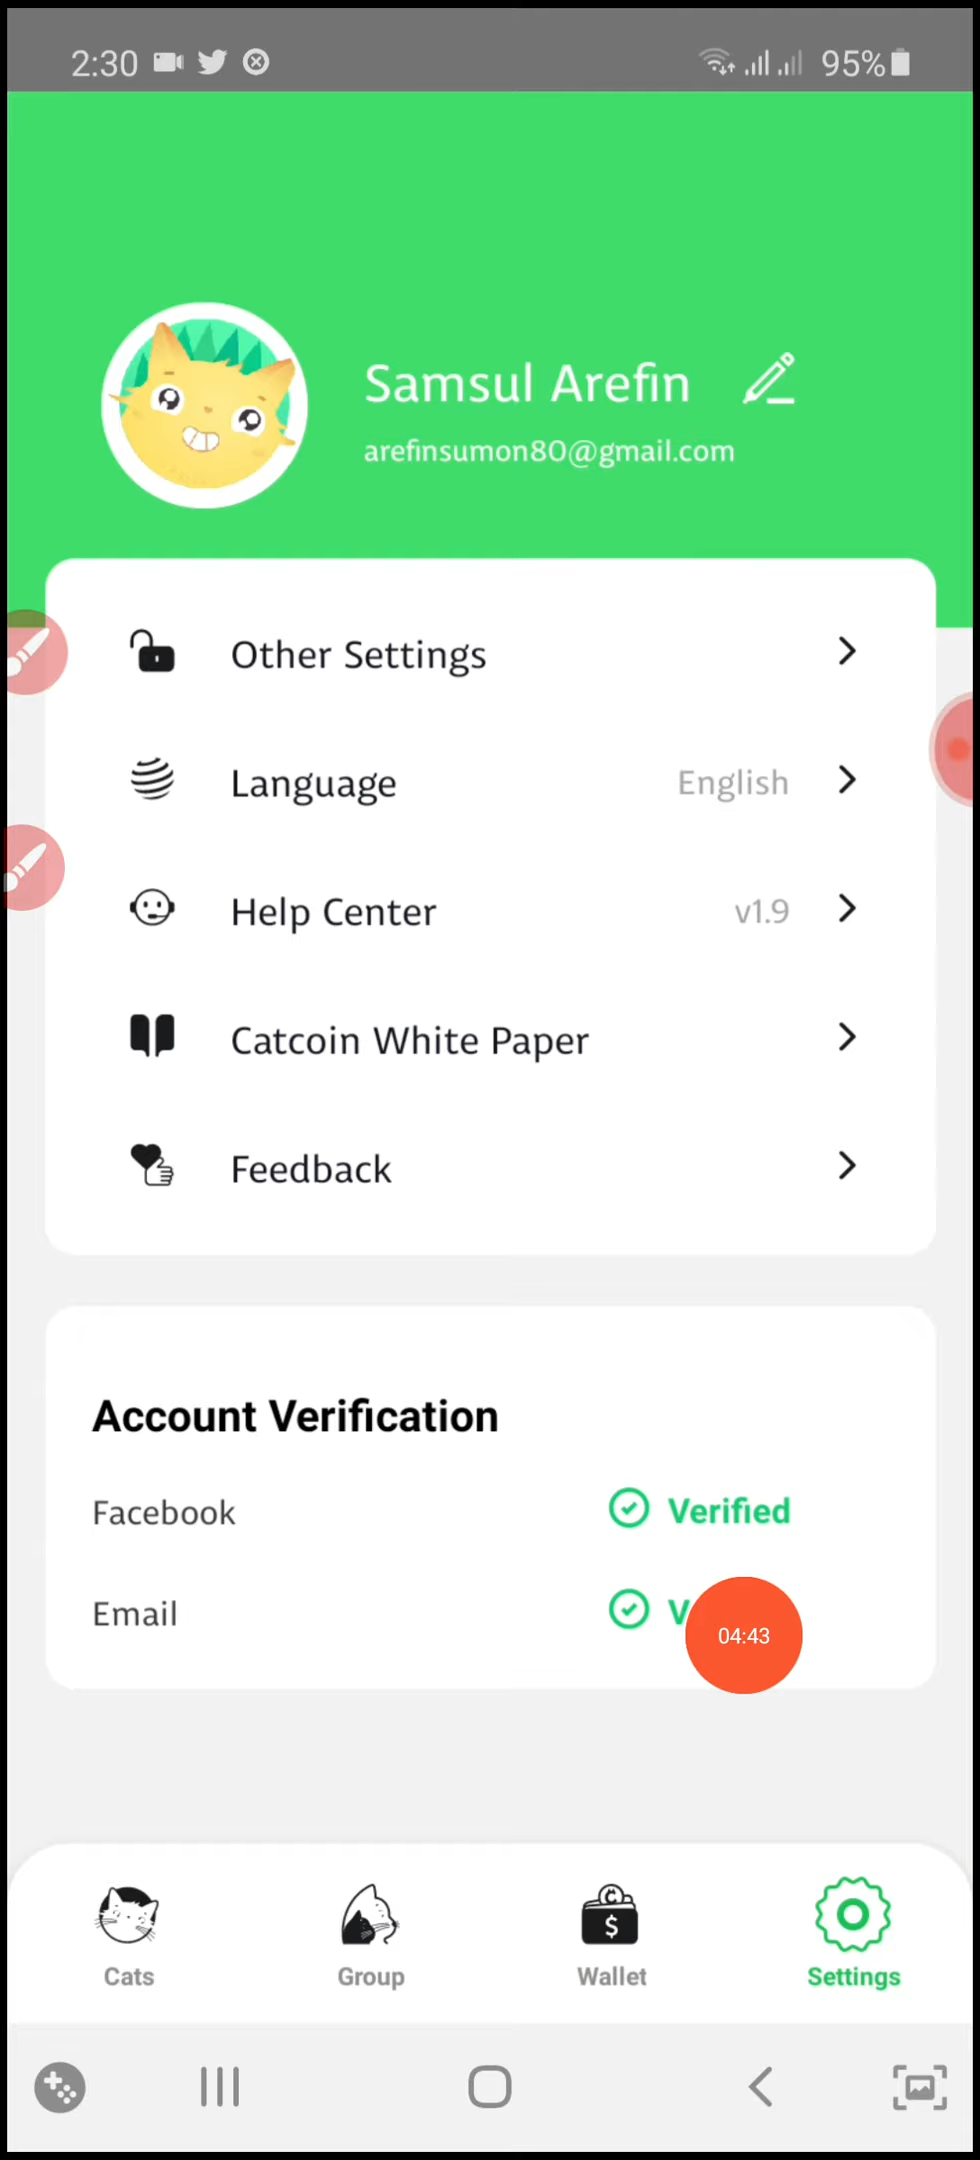 2:30 95%
Samsul Arefin
arefinsumon80@gmail.com
Other Settings
Language English
Help Center v1.9
Catcoin White Paper
Feedback
Account Verification
Facebook Verified
Email V
04:43
Cats Group Wallet Settings